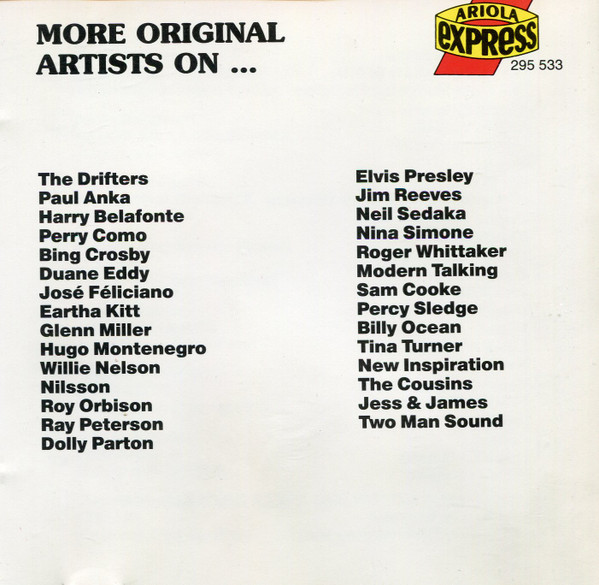 MORE ORIGINAL
ARTISTS ON ...
ARIOLA
eXPRESS
295 533
The Drifters
Paul Anka
Harry Belafonte
Perry Como
Bing Crosby
Duane Eddy
José Féliciano
Eartha Kitt
Glenn Miller
Hugo Montenegro
Willie Nelson
Nilsson
Roy Orbison
Ray Peterson
Dolly Parton
Elvis Presley
Jim Reeves
Neil Sedaka
Nina Simone
Roger Whittaker
Modern Talking
Sam Cooke
Percy Sledge
Billy Ocean
Tina Turner
New Inspiration
The Cousins
Jess & James
Two Man Sound